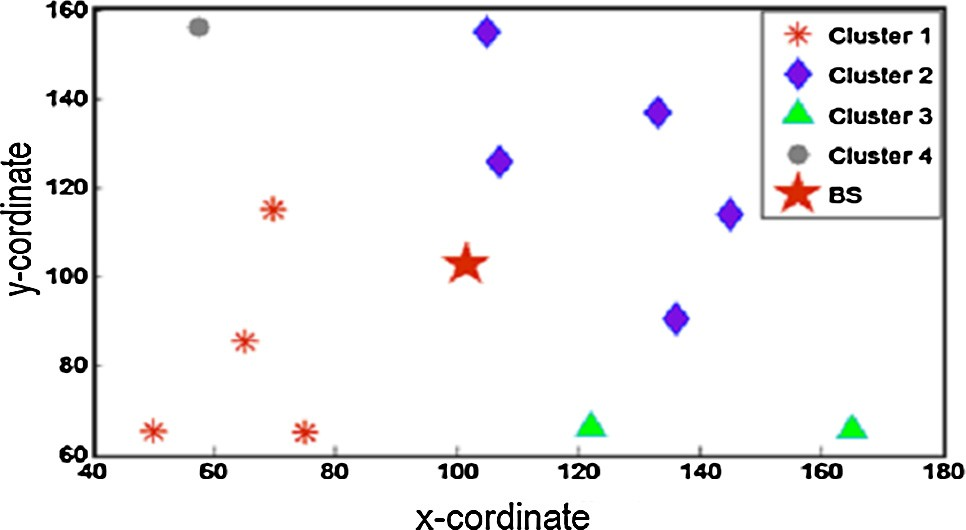 160
140
120
100
80
60
40 60 80 100 120 140 160 180
y-cordinate
x-cordinate
Cluster 1
Cluster 2
Cluster 3
Cluster 4
BS